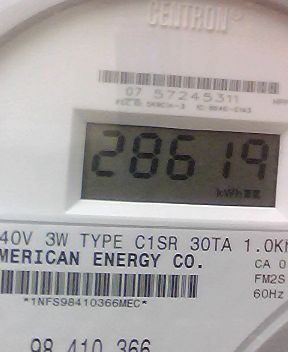 CENTRON®
07 57245311
28619
kWh
40V 3W TYPE C1SR 30TA 1.0K
MERICAN ENERGY CO.
CA 0
FM2S
60Hz
*1NFS98410366MEC*
98 410 366